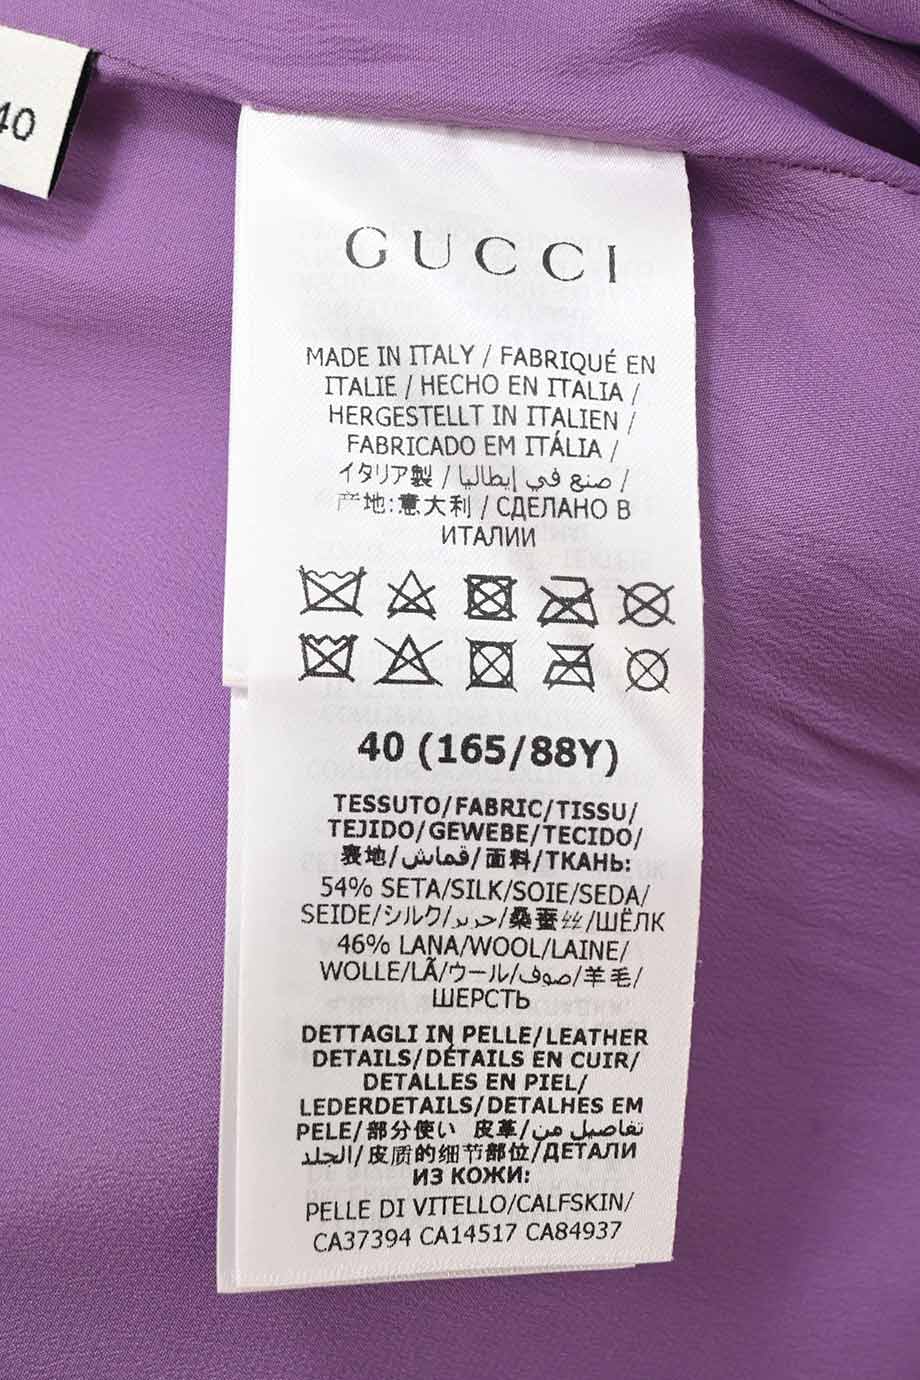 40
GUCCI
MADE IN ITALY / FABRIQUÉ EN
ITALIE / HECHO EN ITALIA /
HERGESTELLT IN ITALIEN /
FABRICADO EM ITÁLIA /
イタリア製 / صنع في إيطاليا /
产地:意大利 / СДЕЛАНО В
ИТАЛИИ
40 (165/88Y)
TESSUTO/FABRIC/TISSU/
TEJIDO/GEWEBE/TECIDO/
表地/قماش/面料/ТКАНЬ:
54% SETA/SILK/SOIE/SEDA/
SEIDE/シルク/حرير/桑蚕丝/ШЁЛК
46% LANA/WOOL/LAINE/
WOLLE/LÃ/ウール/صوف/羊毛/
ШЕРСТЬ
DETTAGLI IN PELLE/LEATHER
DETAILS/DÉTAILS EN CUIR/
DETALLES EN PIEL/
LEDERDETAILS/DETALHES EM
PELE/部分使い 皮革/تفاصيل من
الجلد/皮质的细节部位/ДЕТАЛИ
ИЗ КОЖИ:
PELLE DI VITELLO/CALFSKIN/
CA37394 CA14517 CA84937